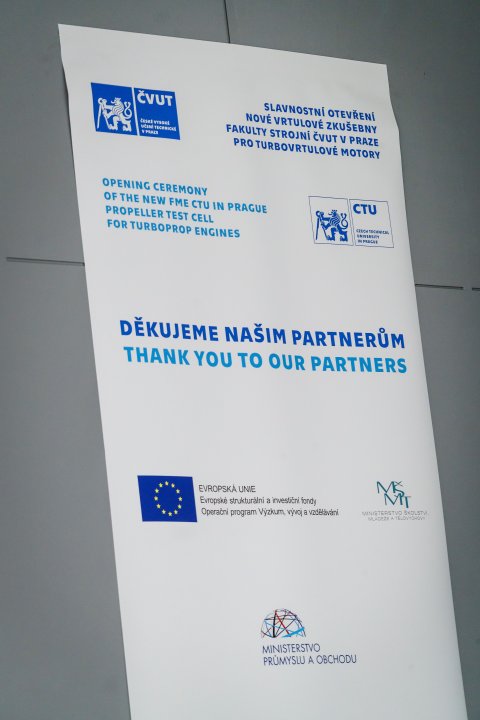 ČVUT
ČESKÉ VYSOKÉ
UČENÍ TECHNICKÉ
V PRAZE
SLAVNOSTNÍ OTEVŘENÍ
NOVÉ VRTULOVÉ ZKUŠEBNY
FAKULTY STROJNÍ ČVUT V PRAZE
PRO TURBOVRTULOVÉ MOTORY
OPENING CEREMONY
OF THE NEW FME CTU IN PRAGUE
PROPELLER TEST CELL
FOR TURBOPROP ENGINES
CTU
CZECH TECHNICAL
UNIVERSITY
IN PRAGUE
DĚKUJEME NAŠIM PARTNERŮM
THANK YOU TO OUR PARTNERS
EVROPSKÁ UNIE
Evropské strukturální a investiční fondy
Operační program Výzkum, vývoj a vzdělávání
MŠMT
MINISTERSTVO ŠKOLSTVÍ,
MLÁDEŽE A TĚLOVÝCHOVY
MINISTERSTVO
PRŮMYSLU A OBCHODU